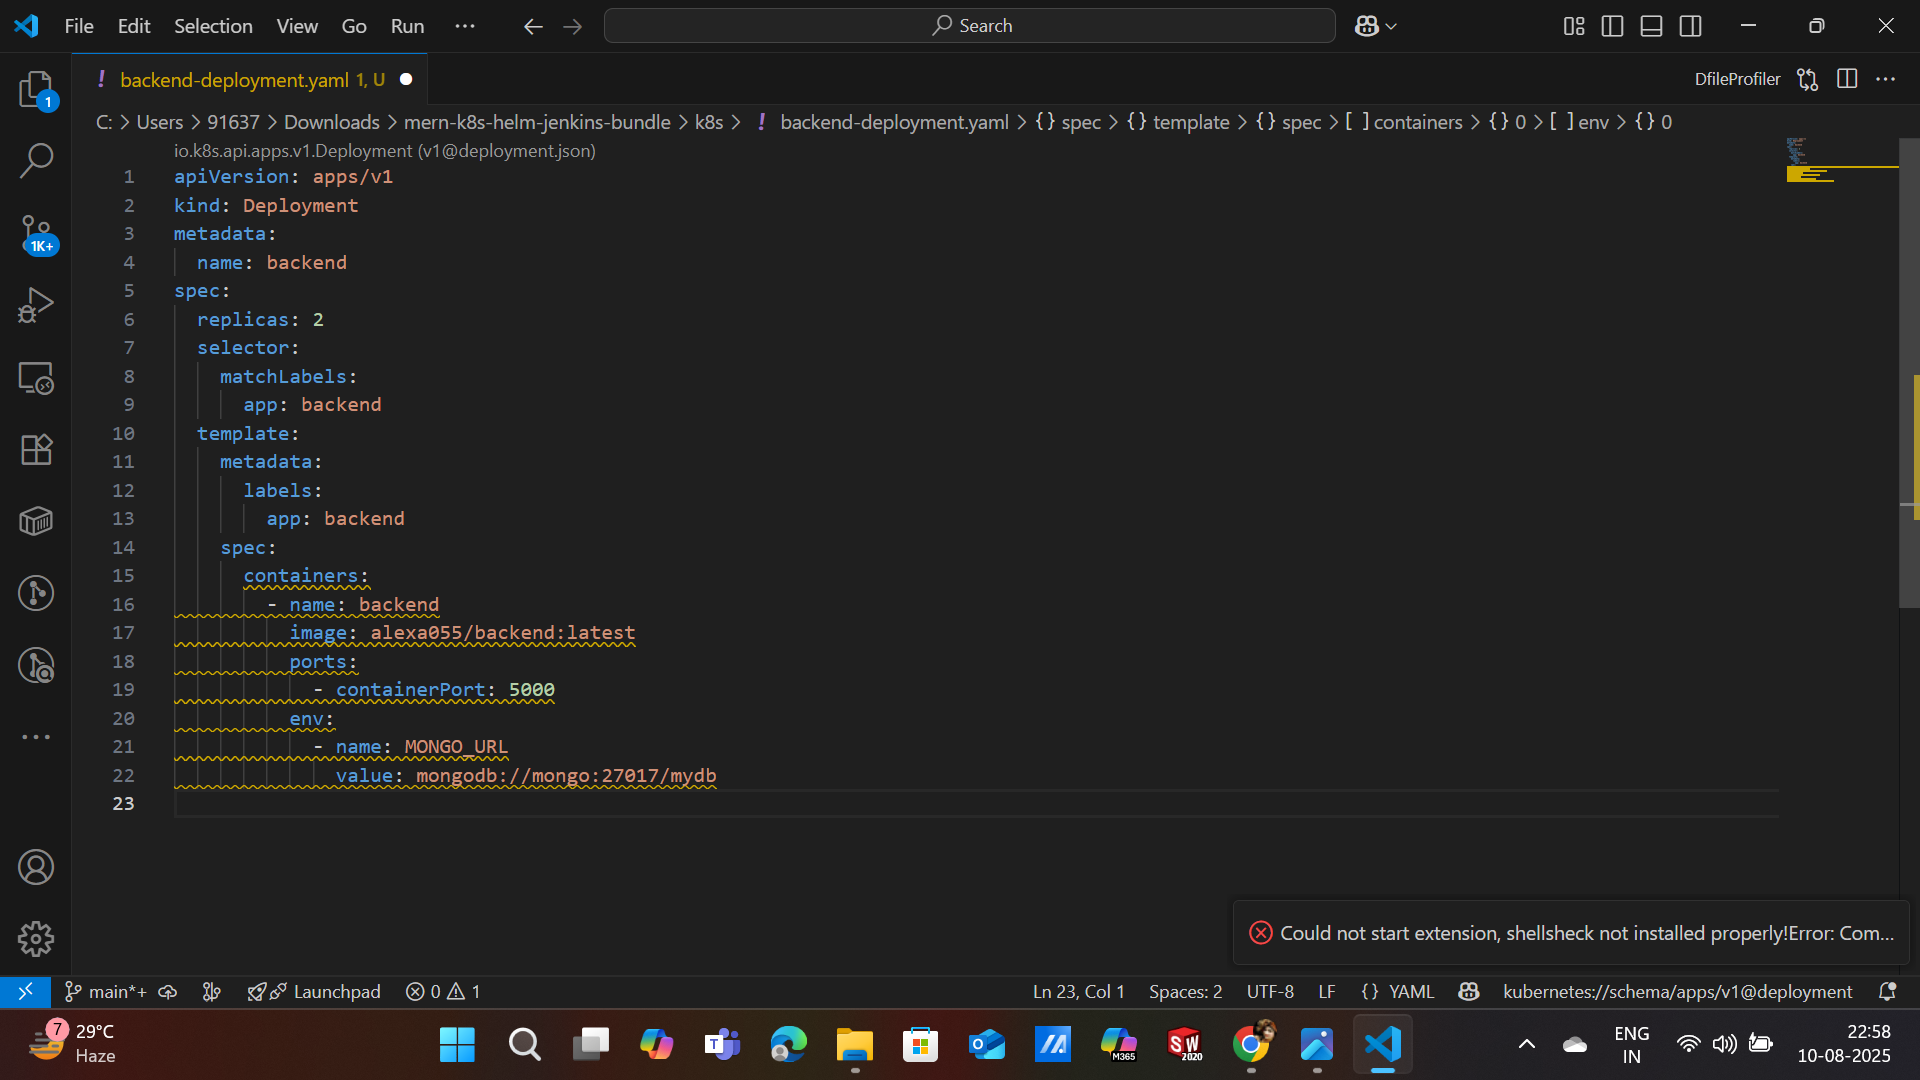 File Edit Selection View Go Run ··· Search
backend-deployment.yaml 1, U DfileProfiler
C: > Users > 91637 > Downloads > mern-k8s-helm-jenkins-bundle > k8s > ! backend-deployment.yaml > {} spec > {} template > {} spec > [ ] containers > {} 0 > [ ] env > {} 0
io.k8s.api.apps.v1.Deployment (v1@deployment.json)
1 apiVersion: apps/v1
2 kind: Deployment
3 metadata:
4   name: backend
5 spec:
6   replicas: 2
7   selector:
8     matchLabels:
9       app: backend
10   template:
11     metadata:
12       labels:
13         app: backend
14     spec:
15       containers:
16         - name: backend
17           image: alexa055/backend:latest
18           ports:
19             - containerPort: 5000
20           env:
21             - name: MONGO_URL
22               value: mongodb://mongo:27017/mydb
23
1
1K+
Could not start extension, shellsheck not installed properly!Error: Com...
main*+ Launchpad 0 1 Ln 23, Col 1 Spaces: 2 UTF-8 LF {} YAML kubernetes://schema/apps/v1@deployment
7 29°C
Haze
M365
SW
2020
ENG
IN
22:58
10-08-2025